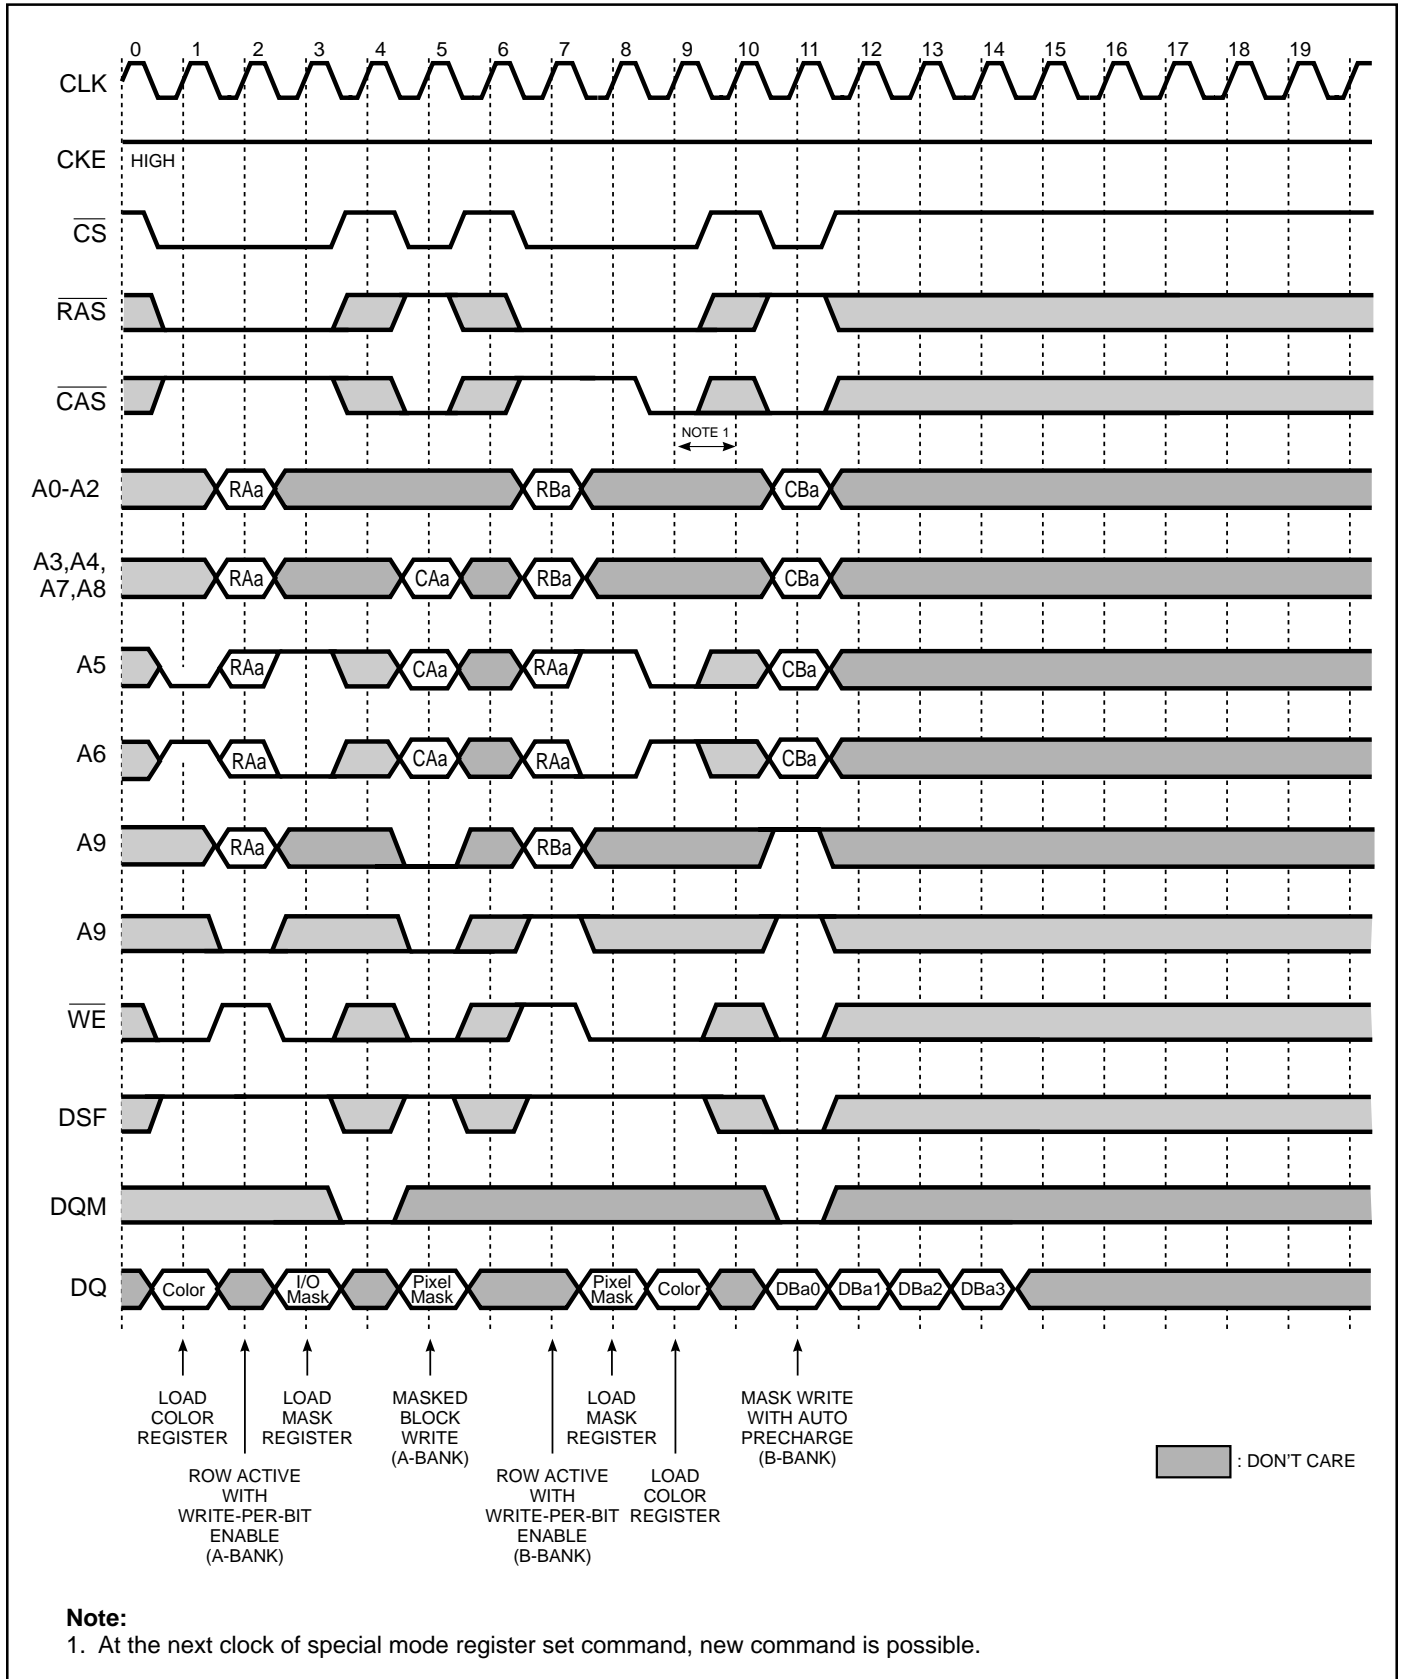 0 1 2 3 4 5 6 7 8 9 10 11 12 13 14 15 16 17 18 19
CLK
CKE HIGH
CS
RAS
CAS
NOTE 1
A0-A2 RAa RBa CBa
A3,A4,
A7,A8 RAa CAa RBa CBa
A5 RAa CAa RAa CBa
A6 RAa CAa RAa CBa
A9 RAa RBa
A9
WE
DSF
DQM
DQ Color I/O Mask Pixel Mask Pixel Mask Color DBa0 DBa1 DBa2 DBa3
LOAD
COLOR
REGISTER
LOAD
MASK
REGISTER
MASKED
BLOCK
WRITE
(A-BANK)
LOAD
MASK
REGISTER
MASK WRITE
WITH AUTO
PRECHARGE
(B-BANK)
ROW ACTIVE
WITH
WRITE-PER-BIT
ENABLE
(A-BANK)
ROW ACTIVE
WITH
WRITE-PER-BIT
ENABLE
(B-BANK)
LOAD
COLOR
REGISTER
: DON'T CARE
Note:
1. At the next clock of special mode register set command, new command is possible.